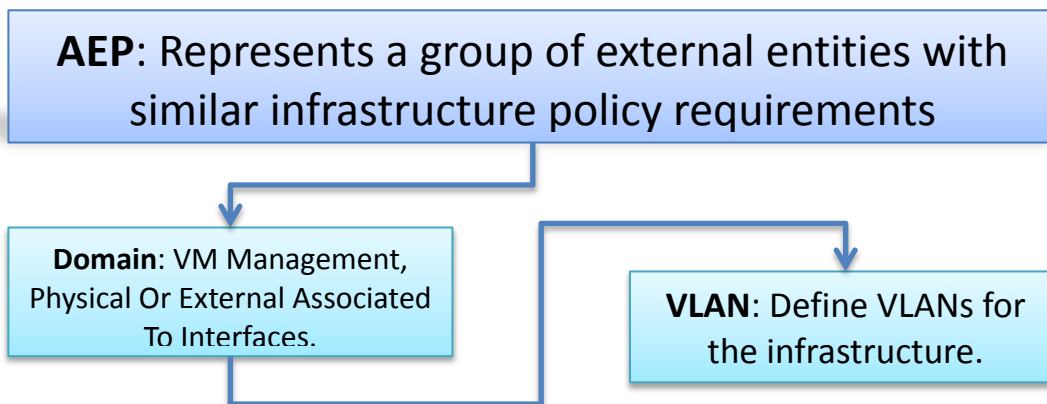 AEP: Represents a group of external entities with
similar infrastructure policy requirements
Domain: VM Management,
Physical Or External Associated
To Interfaces.
VLAN: Define VLANs for
the infrastructure.